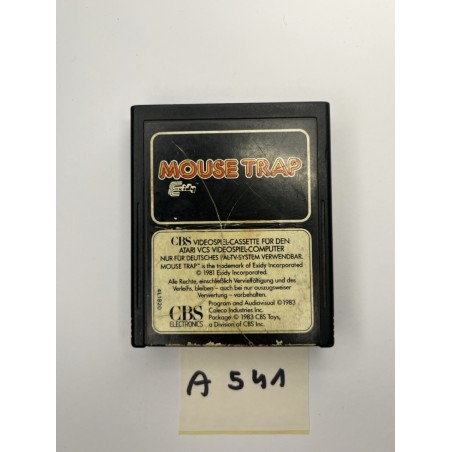 MOUSE TRAP™
Exidy
CBS VIDEOSPIEL-CASSETTE FÜR DEN
ATARI VCS VIDEOSPIEL-COMPUTER
NUR FÜR DEUTSCHES PAL-TV-SYSTEM VERWENDBAR.
MOUSE TRAP™ is the trademark of Exidy Incorporated
© 1981 Exidy Incorporated.
Alle Rechte, einschließlich Vervielfältigung und des
Verleihs, bleiben - auch bei nur auszugsweiser
Verwertung - vorbehalten.
Program and Audiovisual © 1983
Coleco Industries Inc.
Package © 1983 CBS Toys,
a Division of CBS Inc.
CBS
ELECTRONICS
A 541